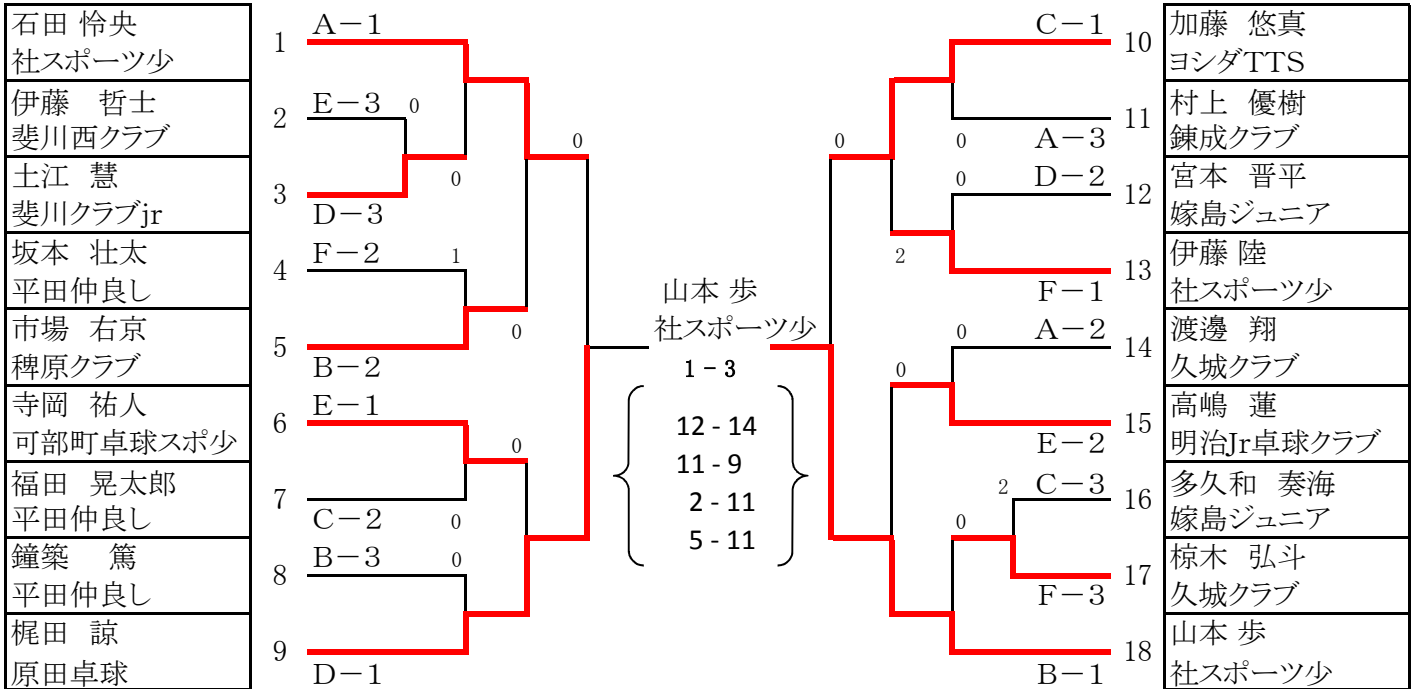 石田 怜央
社スポーツ少
1
A-1
伊藤 哲士
斐川西クラブ
2
E-3
0
土江 慧
斐川クラブjr
3
D-3
0
坂本 壮太
平田仲良し
4
F-2
1
市場 右京
稗原クラブ
5
B-2
0
寺岡 祐人
可部町卓球スポ少
6
E-1
0
福田 晃太郎
平田仲良し
7
C-2
0
鐘築 篤
平田仲良し
8
B-3
0
梶田 諒
原田卓球
9
D-1
0
山本 歩
社スポーツ少
1-3
12-14
11-9
2-11
5-11
0
C-1
10
加藤 悠真
ヨシダTTS
0
A-3
11
村上 優樹
錬成クラブ
0
D-2
12
宮本 晋平
嫁島ジュニア
2
F-1
13
伊藤 陸
社スポーツ少
0
A-2
14
渡邊 翔
久城クラブ
0
E-2
15
高嶋 蓮
明治Jr卓球クラブ
2
C-3
16
多久和 奏海
嫁島ジュニア
0
F-3
17
椋木 弘斗
久城クラブ
B-1
18
山本 歩
社スポーツ少